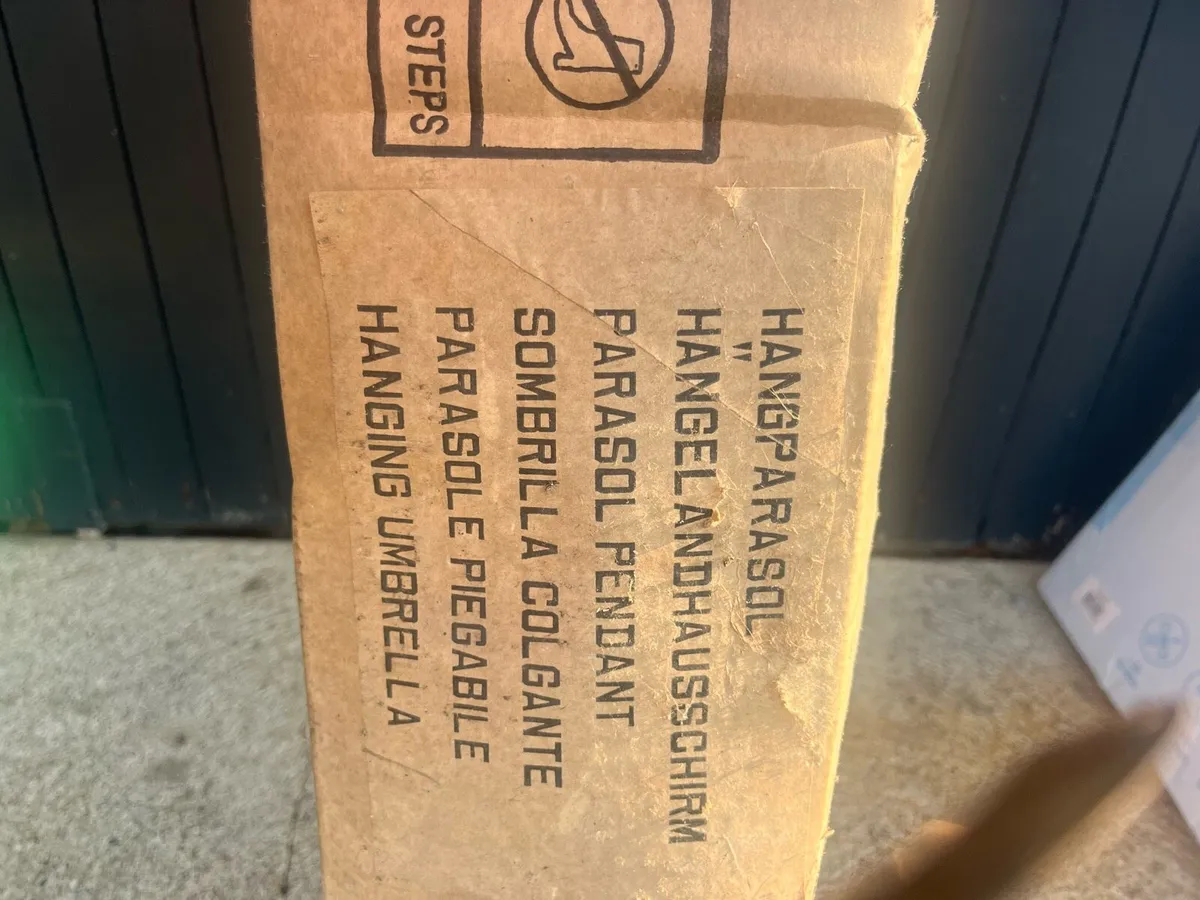 STEPS
HANGPARASOL
HÄNGELANDHAUSSCHIRM
PARASOL PENDANT
SOMBRILLA COLGANTE
PARASOLE PIEGABILE
HANGING UMBRELLA